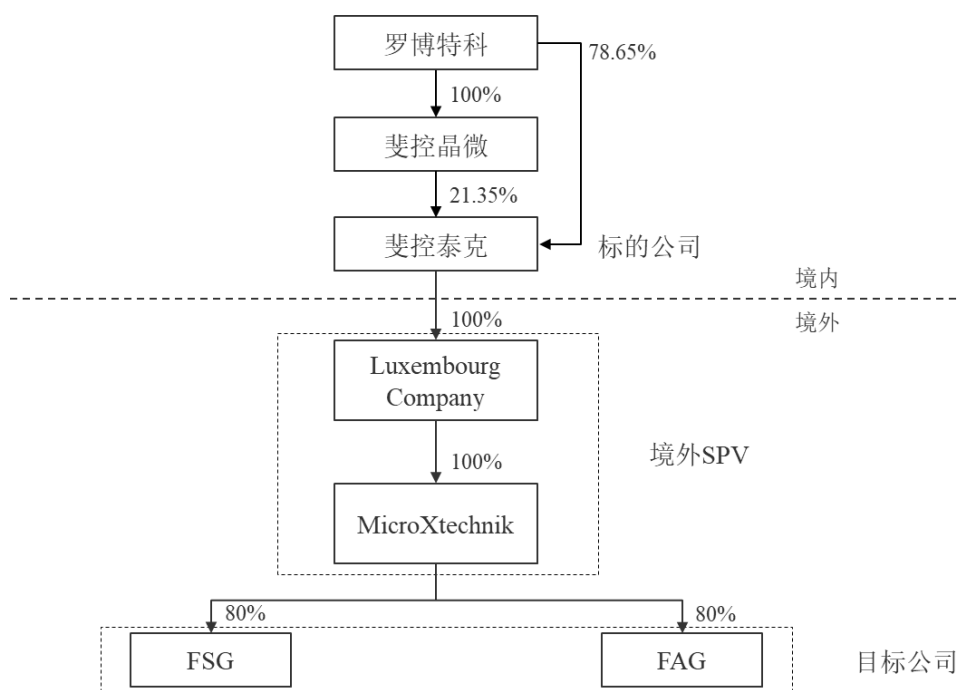 罗博特科
78.65%
100%
斐控晶微
21.35%
斐控泰克
标的公司
境内
100%
境外
Luxembourg
Company
境外SPV
100%
MicroXtechnik
80%
80%
FSG
FAG
目标公司